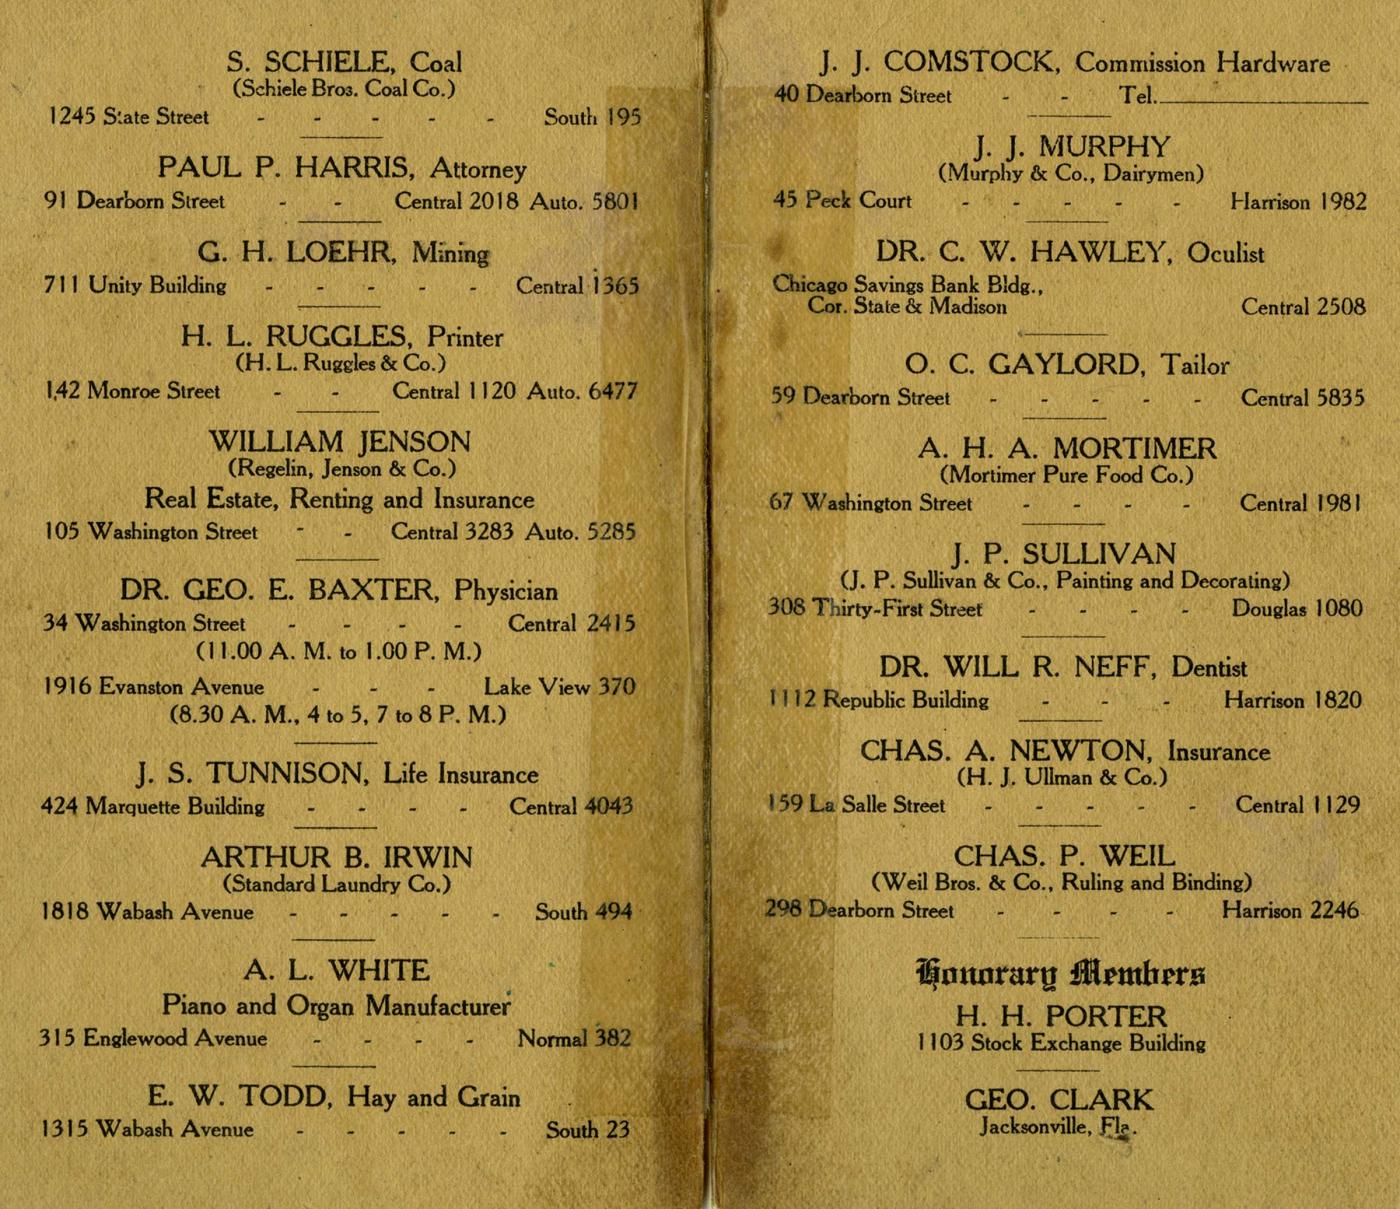 S. SCHIELE, Coal
(Schiele Bros. Coal Co.)
1245 State Street - - - - - South 195
PAUL P. HARRIS, Attorney
91 Dearborn Street - - Central 2018 Auto. 5801
G. H. LOEHR, Mining
711 Unity Building - - - - - Central 1365
H. L. RUGGLES, Printer
(H. L. Ruggles & Co.)
142 Monroe Street - - Central 1120 Auto. 6477
WILLIAM JENSON
(Regelin, Jenson & Co.)
Real Estate, Renting and Insurance
105 Washington Street - - Central 3283 Auto. 5285
DR. GEO. E. BAXTER, Physician
34 Washington Street - - - - Central 2415
(11.00 A. M. to 1.00 P. M.)
1916 Evanston Avenue - - - Lake View 370
(8.30 A. M., 4 to 5, 7 to 8 P. M.)
J. S. TUNNISON, Life Insurance
424 Marquette Building - - - - Central 4043
ARTHUR B. IRWIN
(Standard Laundry Co.)
1818 Wabash Avenue - - - - - South 494
A. L. WHITE
Piano and Organ Manufacturer
315 Englewood Avenue - - - - Normal 382
E. W. TODD, Hay and Grain
1315 Wabash Avenue - - - - - South 23
J. J. COMSTOCK, Commission Hardware
40 Dearborn Street - - Tel.
J. J. MURPHY
(Murphy & Co., Dairymen)
45 Peck Court - - - - - Harrison 1982
DR. C. W. HAWLEY, Oculist
Chicago Savings Bank Bldg.,
Cor. State & Madison Central 2508
O. C. GAYLORD, Tailor
59 Dearborn Street - - - - - Central 5835
A. H. A. MORTIMER
(Mortimer Pure Food Co.)
67 Washington Street - - - - Central 1981
J. P. SULLIVAN
(J. P. Sullivan & Co., Painting and Decorating)
308 Thirty-First Street - - - - Douglas 1080
DR. WILL R. NEFF, Dentist
1112 Republic Building - - - Harrison 1820
CHAS. A. NEWTON, Insurance
(H. J. Ullman & Co.)
159 La Salle Street - - - - - Central 1129
CHAS. P. WEIL
(Weil Bros. & Co., Ruling and Binding)
298 Dearborn Street - - - - Harrison 2246
Honorary Members
H. H. PORTER
1103 Stock Exchange Building
GEO. CLARK
Jacksonville, Fla.